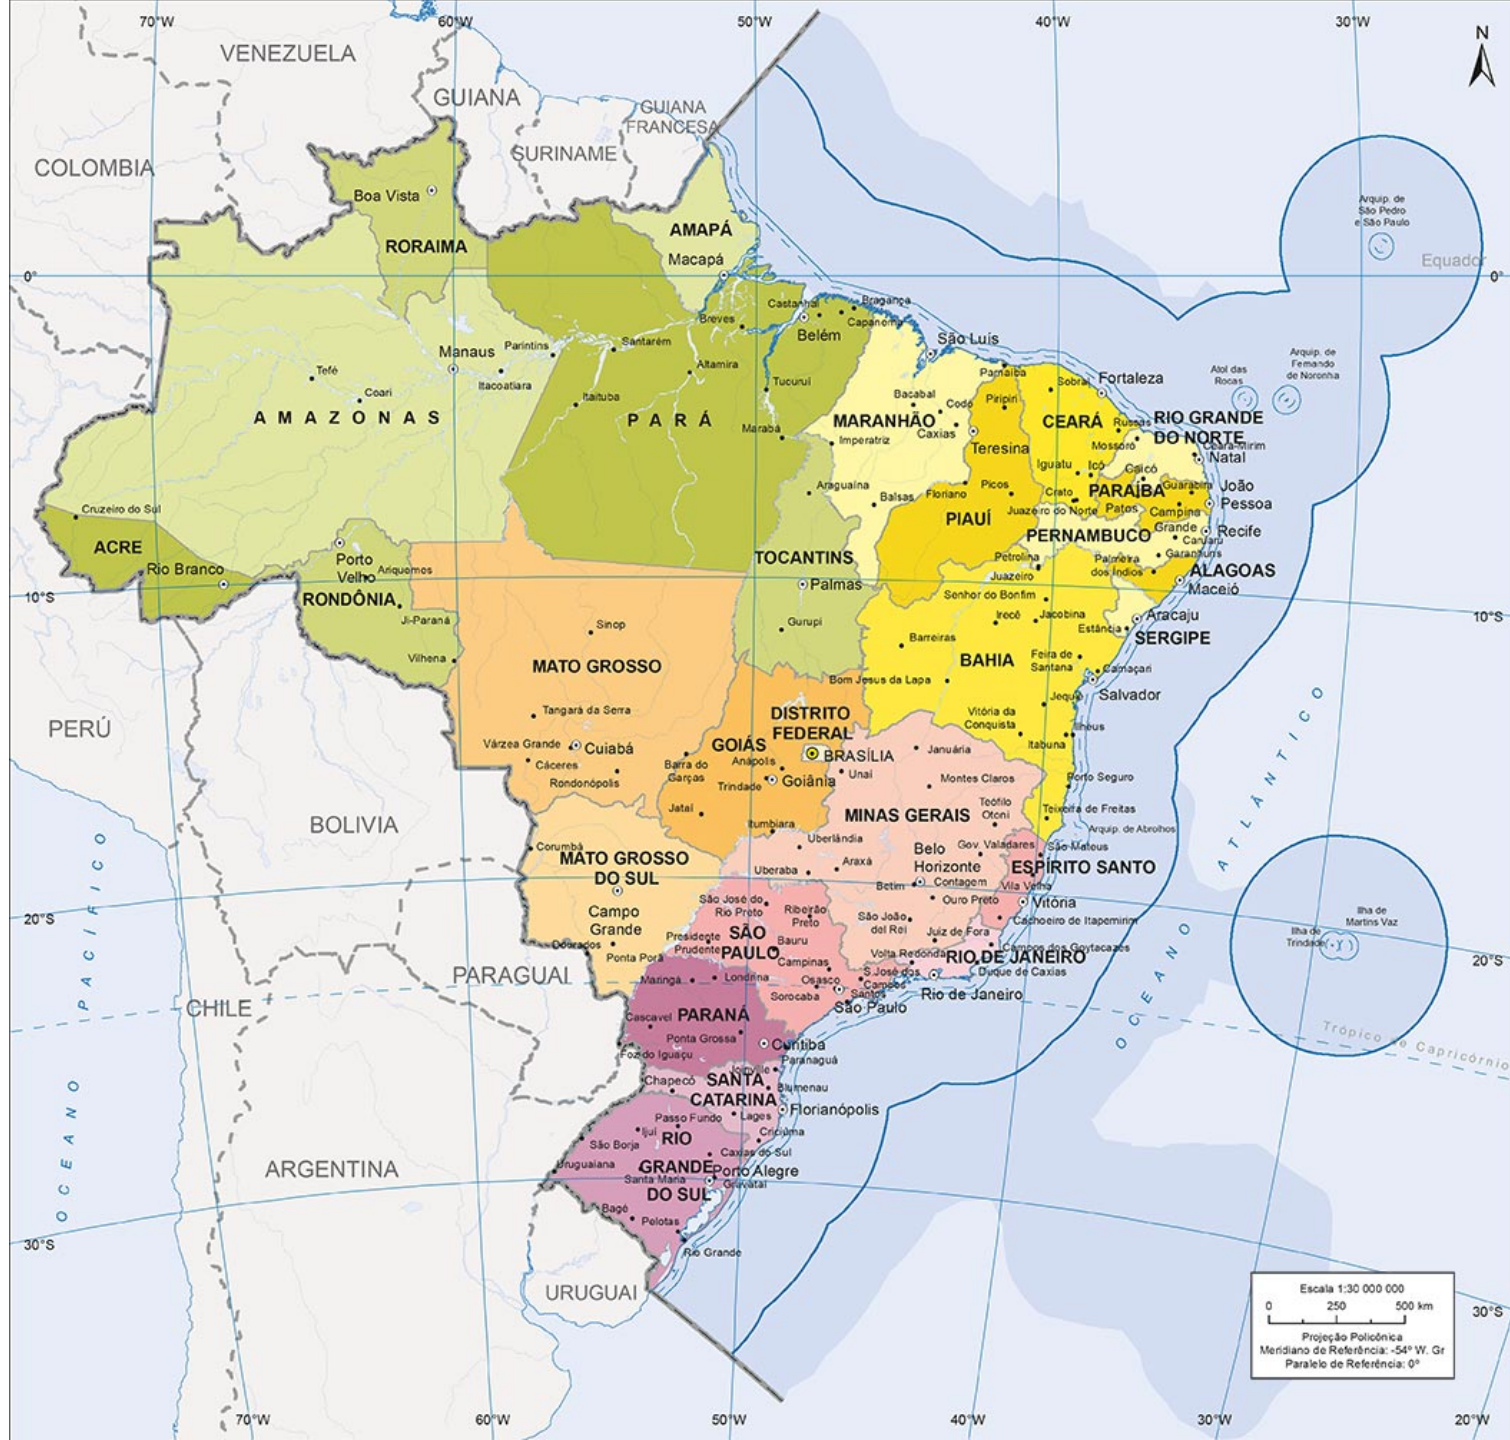 70°W
60°W
50°W
40°W
30°W
N
VENEZUELA
GUIANA
GUIANA
FRANCESA
SURINAME
COLOMBIA
Boa Vista
RORAIMA
AMAPÁ
Macapá
Arquip. de
São Pedro
e São Paulo
Equador
0°
0°
Castanhal
Bragança
Capanema
Breves
Belém
São Luís
Manaus
Parintins
Santarém
Itacoatiara
Altamira
Tucuruí
Itaituba
Tefé
Coari
AMAZONAS
PARÁ
Marabá
Parnaíba
Sobral
Fortaleza
Atol das
Rocas
Arquip. de
Fernando
de Noronha
Bacabal
Codó
Piripiri
MARANHÃO
Caxias
Imperatriz
Teresina
CEARÁ
Russas
Mossoró
RIO GRANDE
DO NORTE
Ceará-Mirim
Natal
Iguatu
Icó
Caicó
Araguaína
Balsas
Floriano
Picos
Crato
Juazeiro do Norte
PARAÍBA
Guarabira
Patos
Campina
Grande
João
Pessoa
PIAUÍ
PERNAMBUCO
Recife
Caruaru
Garanhuns
Cruzeiro do Sul
ACRE
Rio Branco
Porto
Velho
Ariquemes
RONDÔNIA
Ji-Paraná
Vilhena
TOCANTINS
Palmas
Gurupi
Petrolina
Juazeiro
Palmeira
dos Índios
ALAGOAS
Maceió
Senhor do Bonfim
Irecê
Jacobina
Aracaju
Estância
SERGIPE
10°S
10°S
Sinop
MATO GROSSO
Barreiras
BAHIA
Feira de
Santana
Camaçari
Bom Jesus da Lapa
Salvador
Jequié
Tangará da Serra
Várzea Grande
Cuiabá
Cáceres
Rondonópolis
DISTRITO
FEDERAL
GOIÁS
BRASÍLIA
Barra do
Garças
Anápolis
Trindade
Goiânia
Unaí
Vitória da
Conquista
Ilhéus
Itabuna
Januária
Montes Claros
Porto Seguro
PERÚ
BOLIVIA
Jataí
Itumbiara
MINAS GERAIS
Teófilo
Otoni
Teixeira de Freitas
Arquip. de Abrolhos
Uberlândia
Gov. Valadares
São Mateus
Corumbá
MATO GROSSO
DO SUL
Uberaba
Araxá
Belo
Horizonte
ESPÍRITO SANTO
Betim
Contagem
Vila Velha
Ouro Preto
Vitória
Campo
Grande
São José do
Rio Preto
Ribeirão
Preto
São João
del Rei
Cachoeiro de Itapemirim
Dourados
Ponta Porã
Presidente
Prudente
SÃO
PAULO
Bauru
Juiz de Fora
Campos dos Goytacazes
Volta Redonda
RIO DE JANEIRO
Duque de Caxias
Campinas
S.José dos
Campos
Osasco
Sorocaba
Santos
São Paulo
Rio de Janeiro
Ilha de
Martins Vaz
Ilha de
Trindade
20°S
20°S
PARAGUAI
CHILE
Maringá
Londrina
PARANÁ
Cascavel
Ponta Grossa
Curitiba
Foz do Iguaçu
Paranaguá
Joinville
Chapecó
SANTA
CATARINA
Blumenau
Florianópolis
Lages
Passo Fundo
Ijuí
São Borja
RIO
GRANDE
DO SUL
Criciúma
Caxias do Sul
Uruguaiana
Santa Maria
Porto Alegre
Gravataí
Bagé
Pelotas
Rio Grande
ARGENTINA
URUGUAI
OCEANO PACÍFICO
OCEANO ATLÂNTICO
Trópico de Capricórnio
30°S
30°S
Escala 1:30 000 000
0 250 500 km
Projeção Policônica
Meridiano de Referência: -54° W. Gr
Paralelo de Referência: 0°
70°W
60°W
50°W
40°W
30°W
20°W